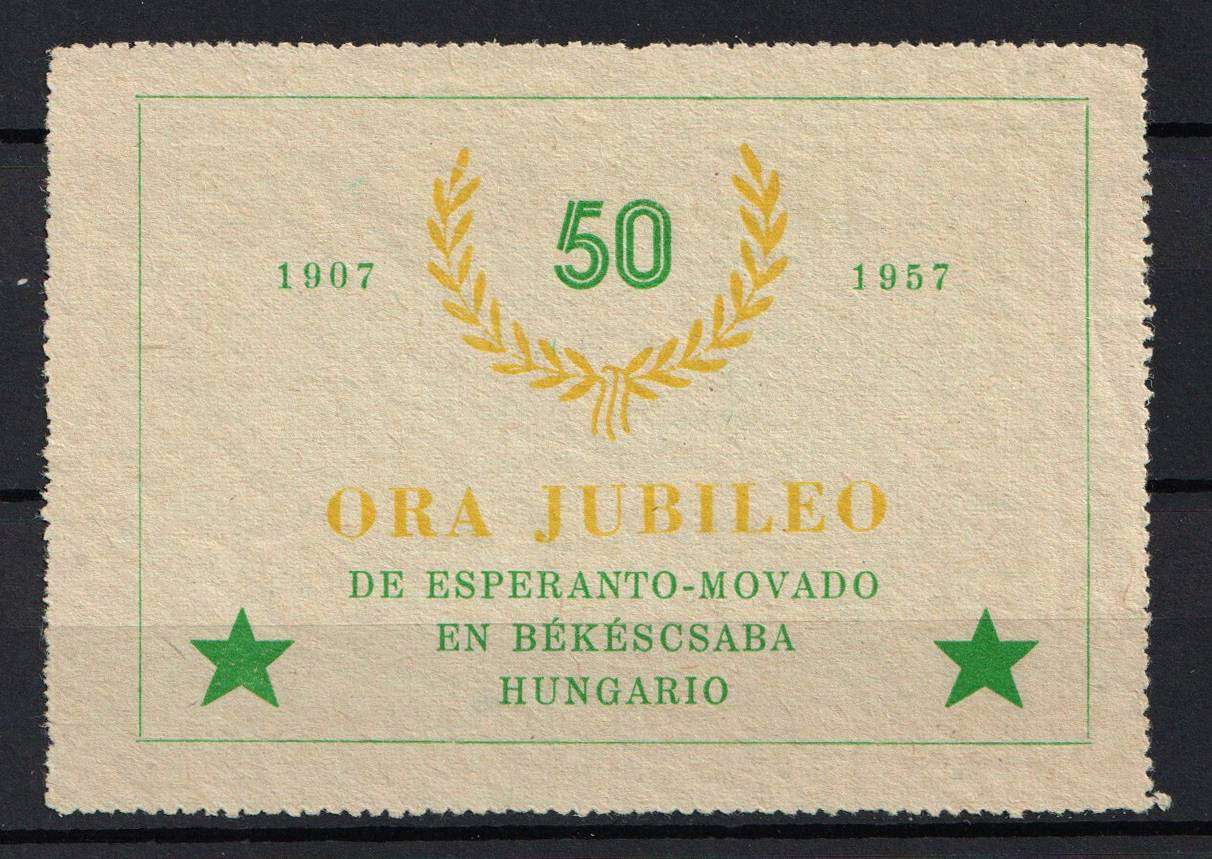 50
1907 1957
ORA JUBILEO
DE ESPERANTO-MOVADO
EN BÉKÉSCSABA
HUNGARIO